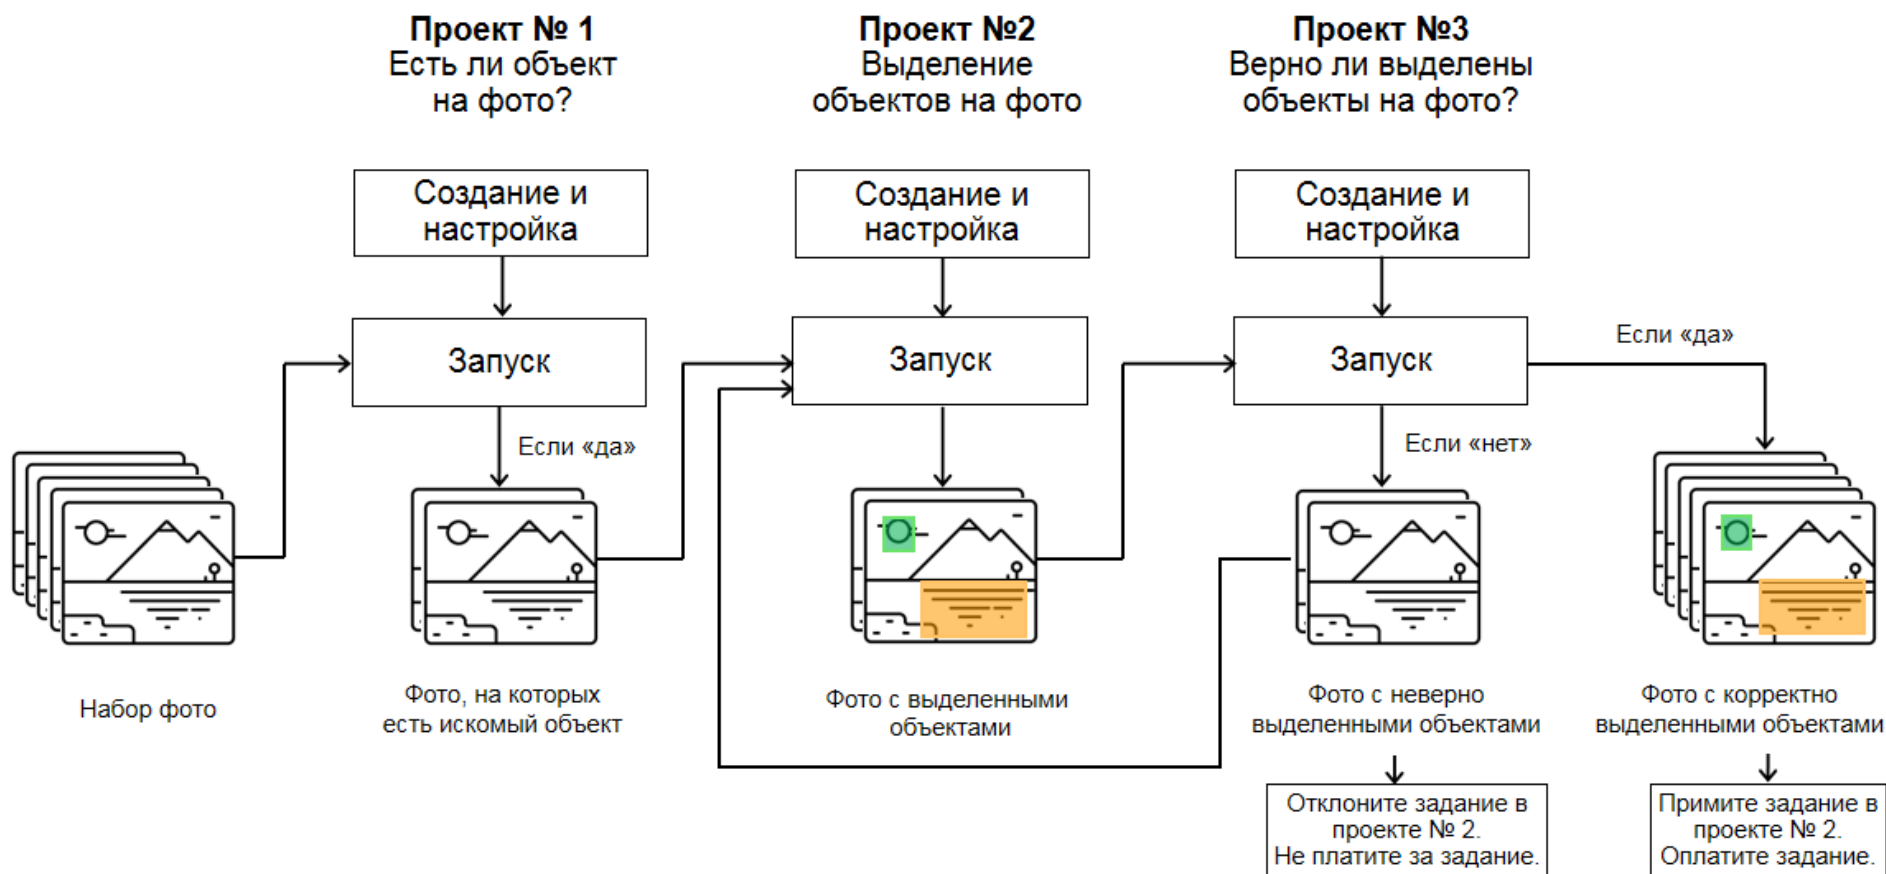 Проект № 1
Есть ли объект
на фото?
Проект №2
Выделение
объектов на фото
Проект №3
Верно ли выделены
объекты на фото?
Создание и
настройка
Создание и
настройка
Создание и
настройка
Запуск
Запуск
Запуск
Если «да»
Если «да»
Если «нет»
Набор фото
Фото, на которых
есть искомый объект
Фото с выделенными
объектами
Фото с неверно
выделенными объектами
Фото с корректно
выделенными объектами
Отклоните задание в
проекте № 2.
Не платите за задание.
Примите задание в
проекте № 2.
Оплатите задание.